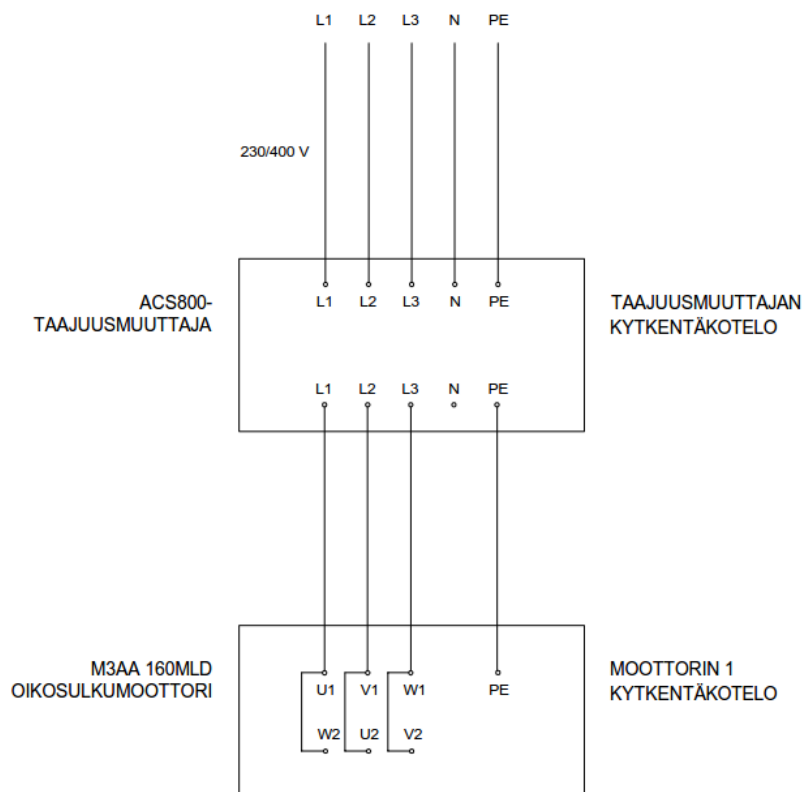 L1 L2 L3 N PE
230/400 V
ACS800-
TAAJUUSMUUTTAJA
L1 L2 L3 N PE
TAAJUUSMUUTTAJAN
KYTKENTÄKOTELO
L1 L2 L3 N PE
M3AA 160MLD
OIKOSULKUMOOTTORI
U1 V1 W1 PE
W2 U2 V2
MOOTTORIN 1
KYTKENTÄKOTELO